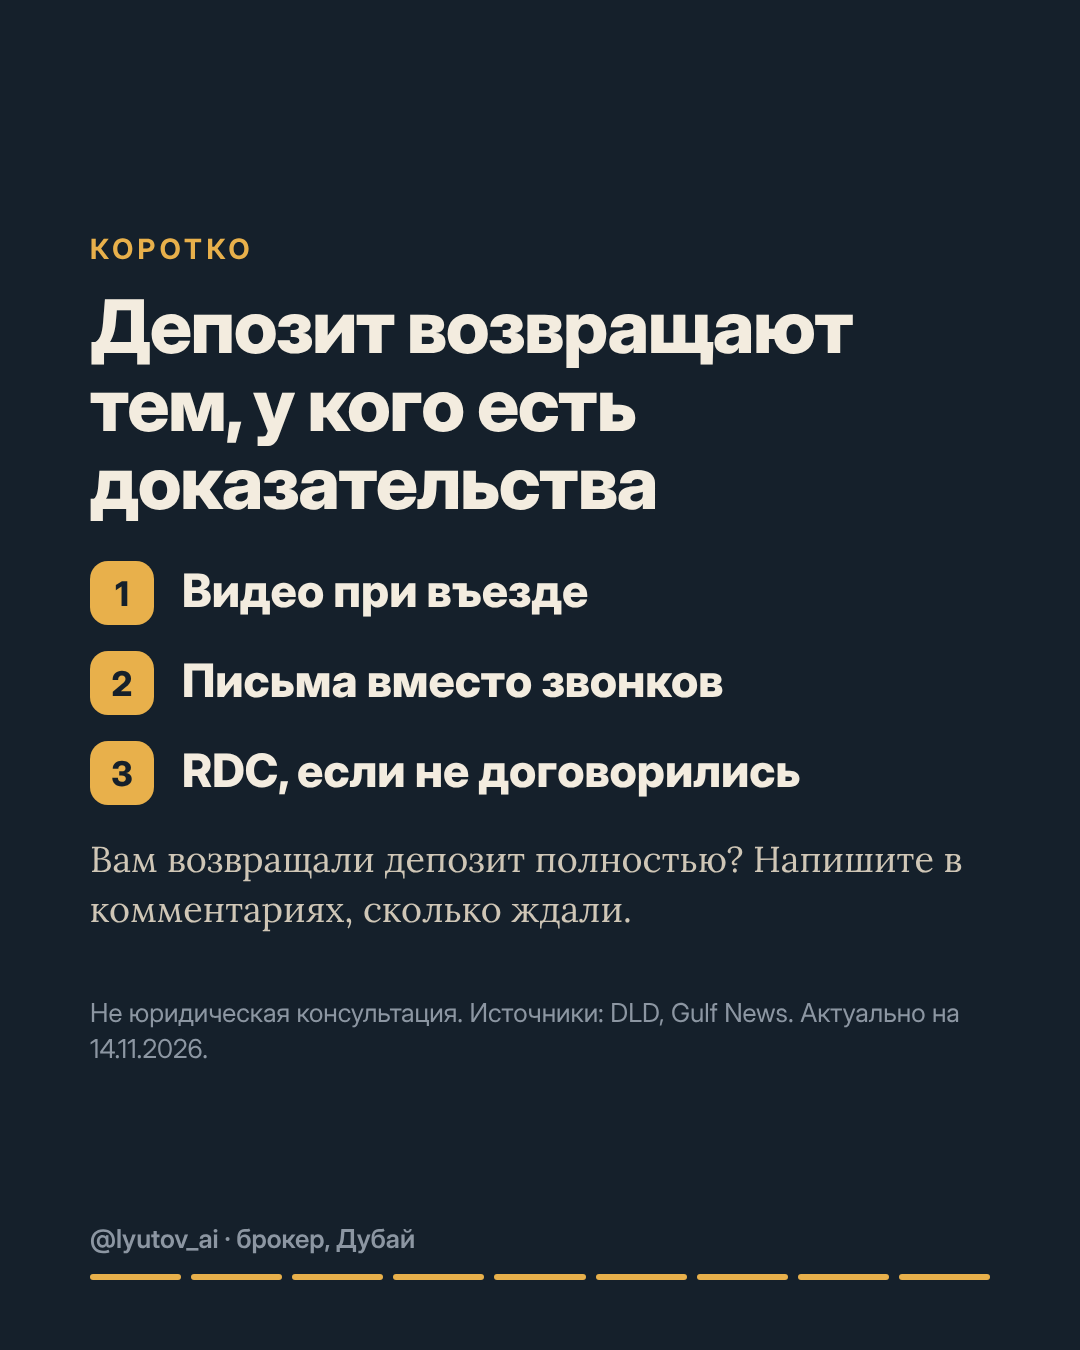 КОРОТКО
Депозит возвращают
тем, у кого есть
доказательства
1 Видео при въезде
2 Письма вместо звонков
3 RDC, если не договорились
Вам возвращали депозит полностью? Напишите в
комментариях, сколько ждали.
Не юридическая консультация. Источники: DLD, Gulf News. Актуально на
14.11.2026.
@lyutov_ai · брокер, Дубай